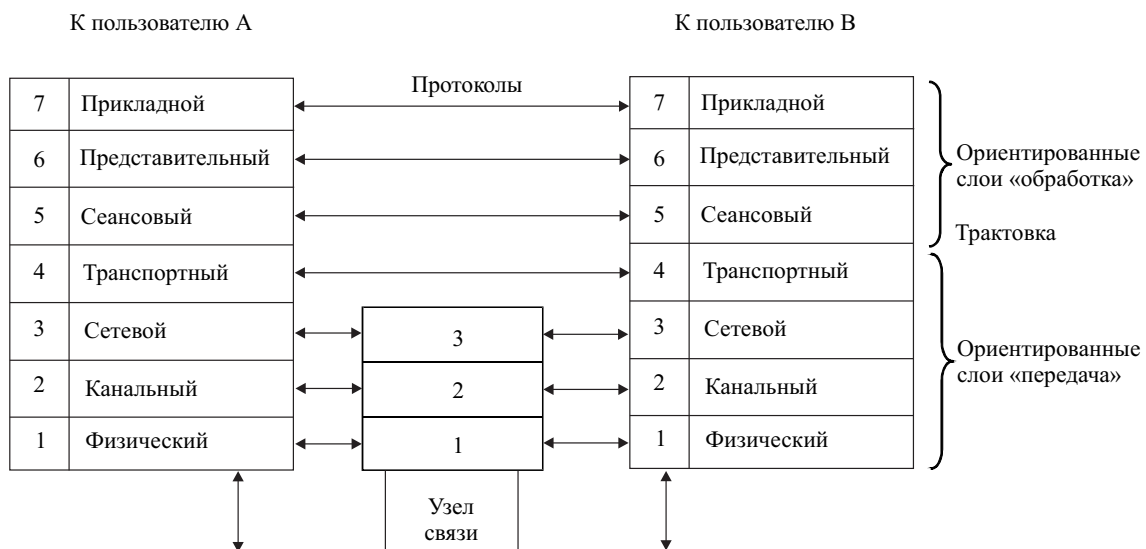 К пользователю A
К пользователю B
Протоколы
7 Прикладной
6 Представительный
5 Сеансовый
4 Транспортный
3 Сетевой
2 Канальный
1 Физический
3
2
1
Узел
связи
7 Прикладной
6 Представительный
5 Сеансовый
4 Транспортный
3 Сетевой
2 Канальный
1 Физический
Ориентированные
слои «обработка»
Трактовка
Ориентированные
слои «передача»